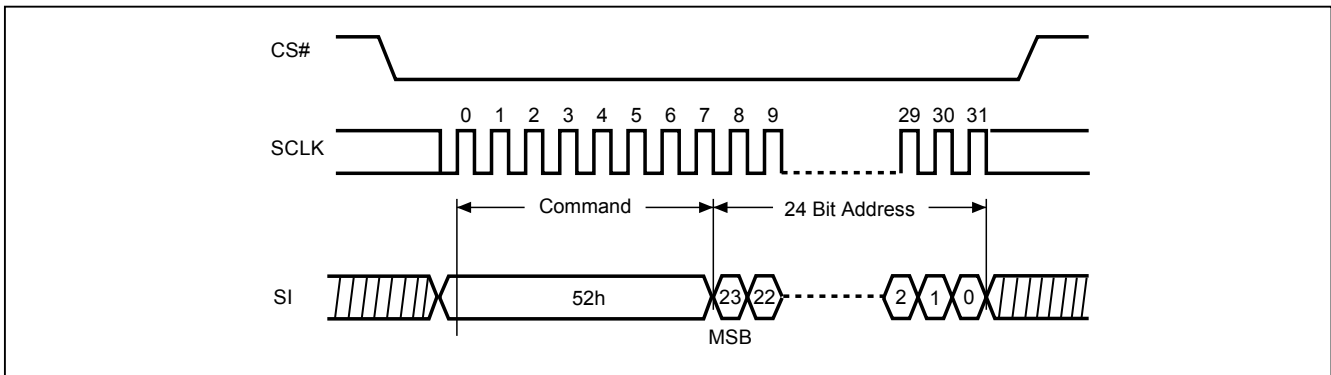 CS#
0 1 2 3 4 5 6 7 8 9 29 30 31
SCLK
Command 24 Bit Address
SI 52h 23 22 2 1 0
MSB